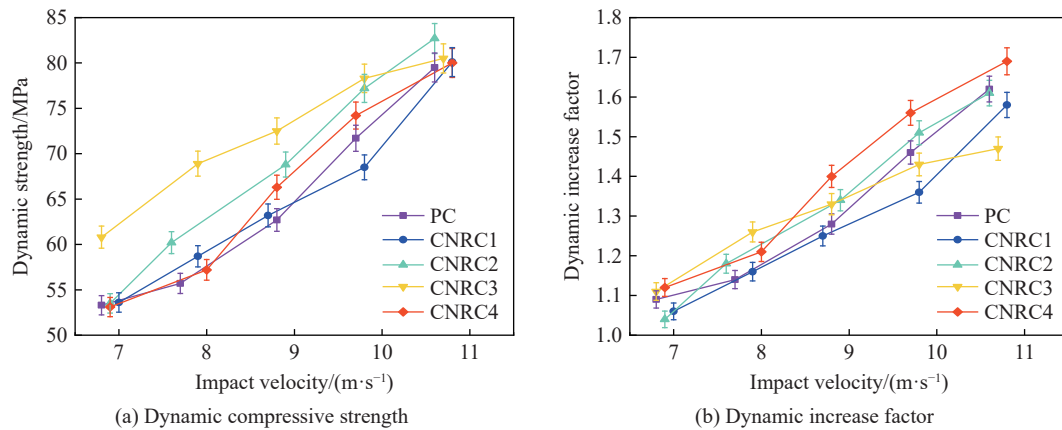 85
80
75
70
65
60
55
50
Dynamic strength/MPa
PC
CNRC1
CNRC2
CNRC3
CNRC4
7
8
9
10
11
Impact velocity/(m·s⁻¹)
(a) Dynamic compressive strength
1.8
1.7
1.6
1.5
1.4
1.3
1.2
1.1
1.0
Dynamic increase factor
PC
CNRC1
CNRC2
CNRC3
CNRC4
7
8
9
10
11
Impact velocity/(m·s⁻¹)
(b) Dynamic increase factor